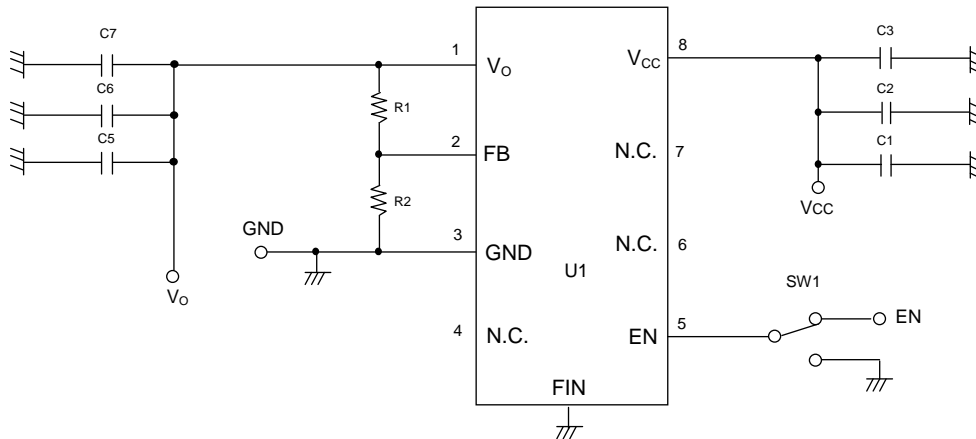 C7
C6
C5
Vo
GND
R1
R2
1
2
3
4
Vo
FB
GND
N.C.
U1
FIN
Vcc
N.C.
N.C.
EN
8
7
6
5
C3
C2
C1
VCC
SW1
EN